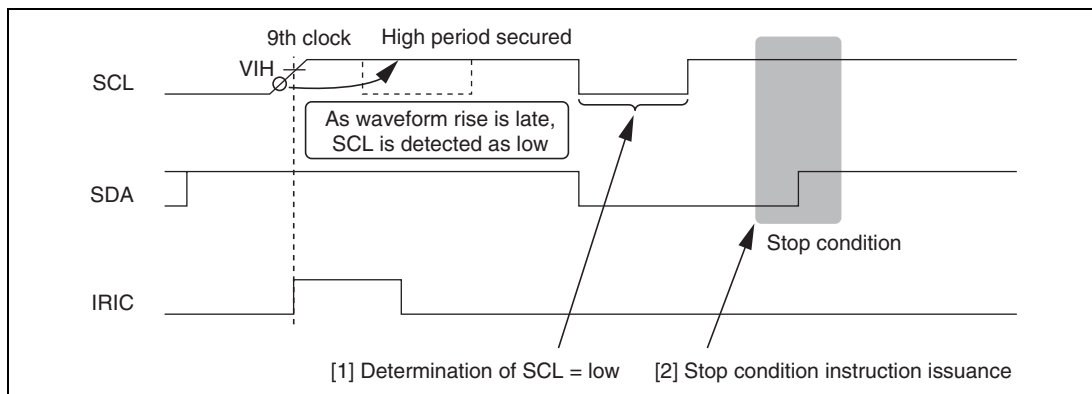 9th clock
High period secured
VIH
SCL
As waveform rise is late,
SCL is detected as low
SDA
Stop condition
IRIC
[1] Determination of SCL = low
[2] Stop condition instruction issuance